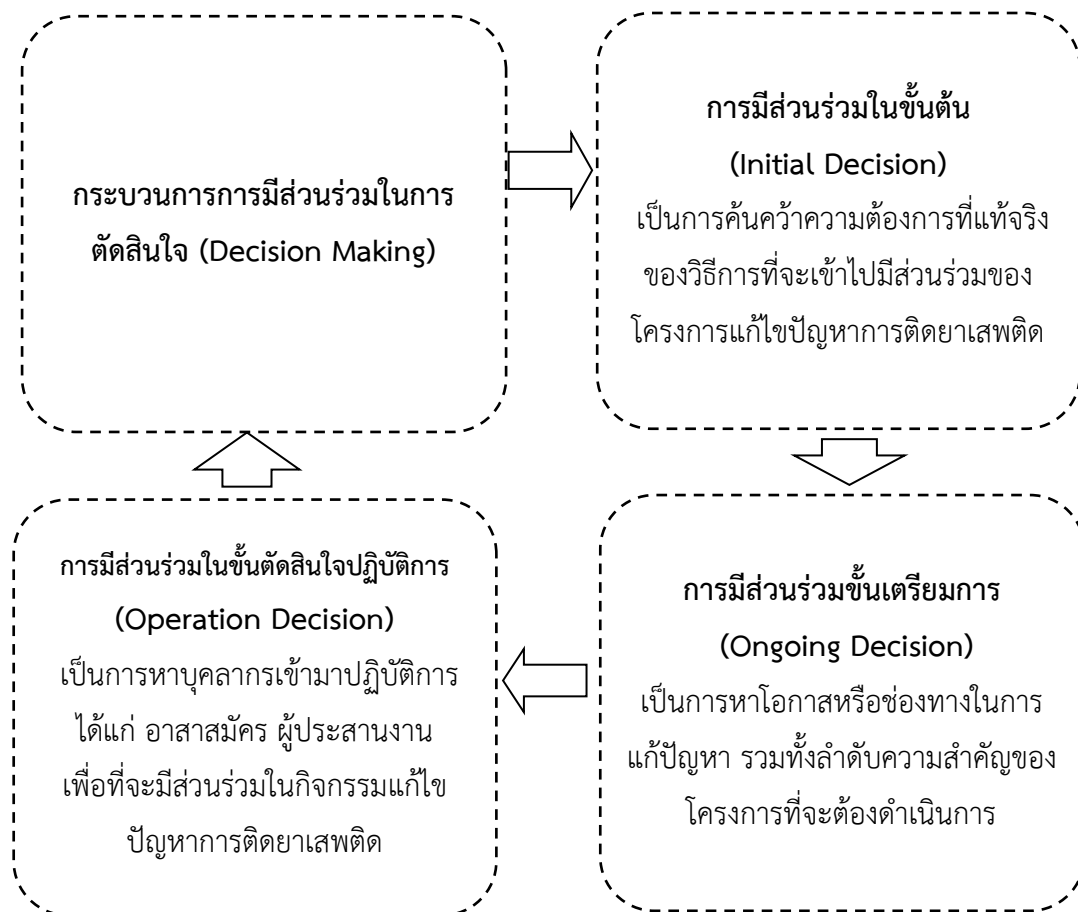 กระบวนการการมีส่วนร่วมในการ
ตัดสินใจ (Decision Making)
การมีส่วนร่วมในขั้นต้น
(Initial Decision)
เป็นการค้นคว้าความต้องการที่แท้จริง
ของวิธีการที่จะเข้าไปมีส่วนร่วมของ
โครงการแก้ไขปัญหาการติดยาเสพติด
การมีส่วนร่วมขั้นเตรียมการ
(Ongoing Decision)
เป็นการหาโอกาสหรือช่องทางในการ
แก้ปัญหา รวมทั้งลำดับความสำคัญของ
โครงการที่จะต้องดำเนินการ
การมีส่วนร่วมในขั้นตัดสินใจปฏิบัติการ
(Operation Decision)
เป็นการหาบุคลากรเข้ามาปฏิบัติการ
ได้แก่ อาสาสมัคร ผู้ประสานงาน
เพื่อที่จะมีส่วนร่วมในกิจกรรมแก้ไข
ปัญหาการติดยาเสพติด